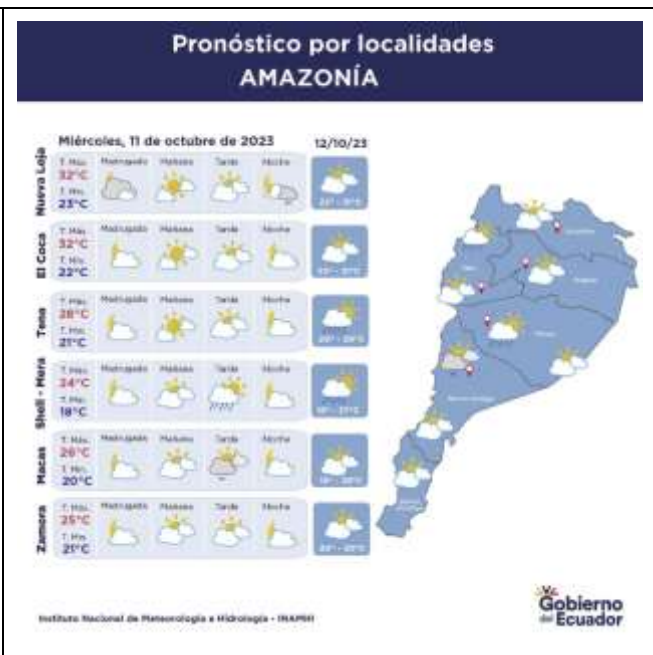 Pronóstico por localidades
AMAZONÍA
Miércoles, 11 de octubre de 2023
12/10/23
Nueva Loja
T. Máx.
32°C
T. Mín.
23°C
Madrugada
Mañana
Tarde
Noche
El Coca
T. Máx.
32°C
T. Mín.
22°C
Madrugada
Mañana
Tarde
Noche
Tena
T. Máx.
28°C
T. Mín.
21°C
Madrugada
Mañana
Tarde
Noche
Shell - Mera
T. Máx.
24°C
T. Mín.
18°C
Madrugada
Mañana
Tarde
Noche
Macas
T. Máx.
26°C
T. Mín.
20°C
Madrugada
Mañana
Tarde
Noche
Zamora
T. Máx.
25°C
T. Mín.
21°C
Madrugada
Mañana
Tarde
Noche
Instituto Nacional de Meteorología e Hidrología - INAMHI
Gobierno
del Ecuador